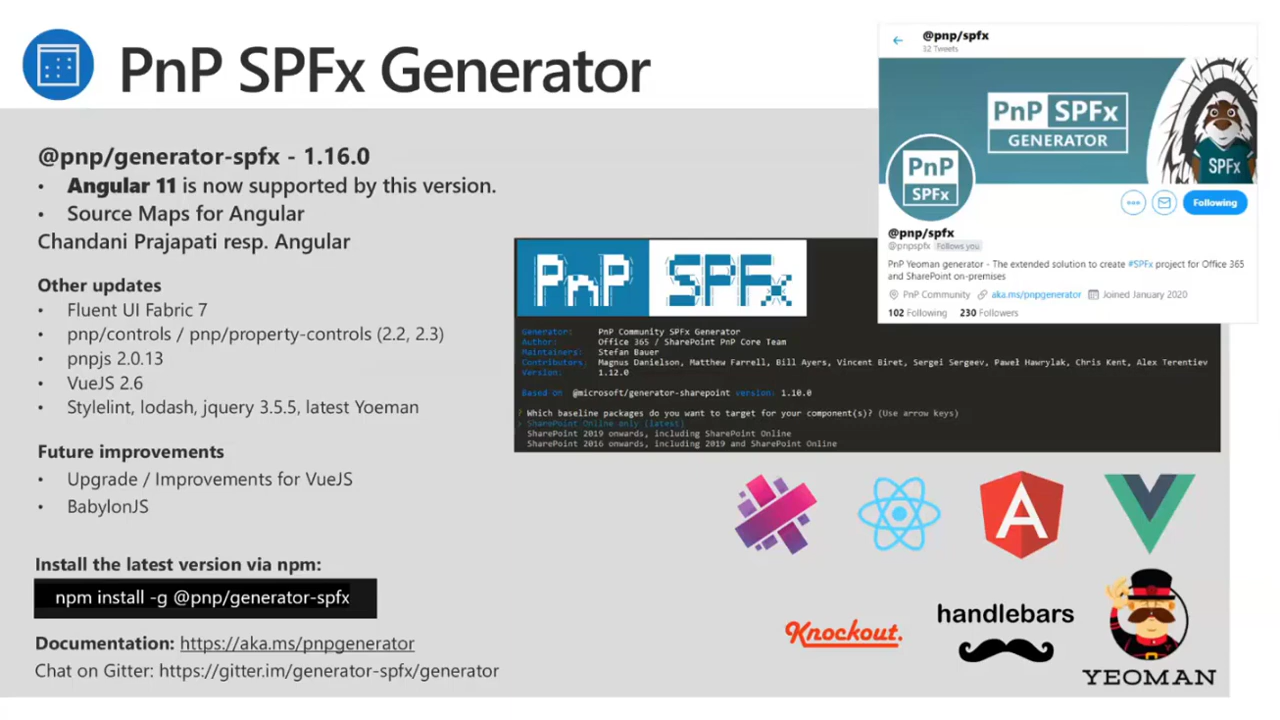 PnP SPFx Generator
@pnp/generator-spfx - 1.16.0
• Angular 11 is now supported by this version.
• Source Maps for Angular
Chandani Prajapati resp. Angular
Other updates
• Fluent UI Fabric 7
• pnp/controls / pnp/property-controls (2.2, 2.3)
• pnpjs 2.0.13
• VueJS 2.6
• Stylelint, lodash, jquery 3.5.5, latest Yoeman
Future improvements
• Upgrade / Improvements for VueJS
• BabylonJS
Install the latest version via npm:
npm install -g @pnp/generator-spfx
Documentation: https://aka.ms/pnpgenerator
Chat on Gitter: https://gitter.im/generator-spfx/generator
@pnp/spfx
32 Tweets
PnP SPFx
GENERATOR
SPFx
PnP
SPFx
Following
@pnp/spfx
@pnpspfx Follows you
PnP Yeoman generator - The extended solution to create #SPFx project for Office 365
and SharePoint on-premises
PnP Community aka.ms/pnpgenerator Joined January 2020
102 Following 230 Followers
PnP SPFx
Generator: PnP Community SPFx Generator
Author: Office 365 / SharePoint PnP Core Team
Maintainers: Stefan Bauer
Contributors: Magnus Danielson, Matthew Farrell, Bill Ayers, Vincent Biret, Sergei Sergeev, Paweł Hawrylak, Chris Kent, Alex Terentiev
Version: 1.12.0
Based on @microsoft/generator-sharepoint version: 1.10.0
? Which baseline packages do you want to target for your component(s)? (Use arrow keys)
› SharePoint Online only (latest)
SharePoint 2019 onwards, including SharePoint Online
SharePoint 2016 onwards, including 2019 and SharePoint Online
Knockout.
handlebars
YEOMAN